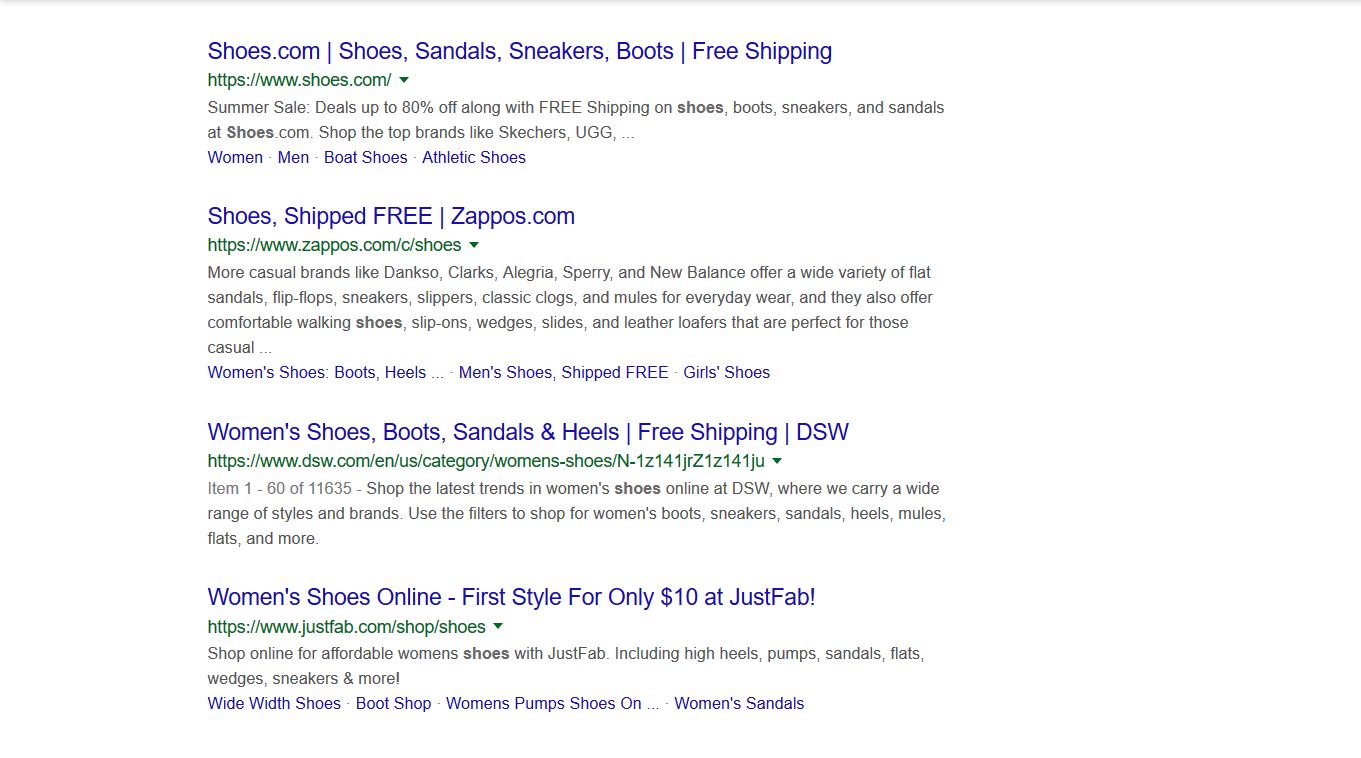 Shoes.com | Shoes, Sandals, Sneakers, Boots | Free Shipping
https://www.shoes.com/
Summer Sale: Deals up to 80% off along with FREE Shipping on shoes, boots, sneakers, and sandals
at Shoes.com. Shop the top brands like Skechers, UGG, ...
Women · Men · Boat Shoes · Athletic Shoes
Shoes, Shipped FREE | Zappos.com
https://www.zappos.com/c/shoes
More casual brands like Dankso, Clarks, Alegria, Sperry, and New Balance offer a wide variety of flat
sandals, flip-flops, sneakers, slippers, classic clogs, and mules for everyday wear, and they also offer
comfortable walking shoes, slip-ons, wedges, slides, and leather loafers that are perfect for those
casual ...
Women's Shoes: Boots, Heels ... · Men's Shoes, Shipped FREE · Girls' Shoes
Women's Shoes, Boots, Sandals & Heels | Free Shipping | DSW
https://www.dsw.com/en/us/category/womens-shoes/N-1z141jrZ1z141ju
Item 1 - 60 of 11635 - Shop the latest trends in women's shoes online at DSW, where we carry a wide
range of styles and brands. Use the filters to shop for women's boots, sneakers, sandals, heels, mules,
flats, and more.
Women's Shoes Online - First Style For Only $10 at JustFab!
https://www.justfab.com/shop/shoes
Shop online for affordable womens shoes with JustFab. Including high heels, pumps, sandals, flats,
wedges, sneakers & more!
Wide Width Shoes · Boot Shop · Womens Pumps Shoes On ... · Women's Sandals